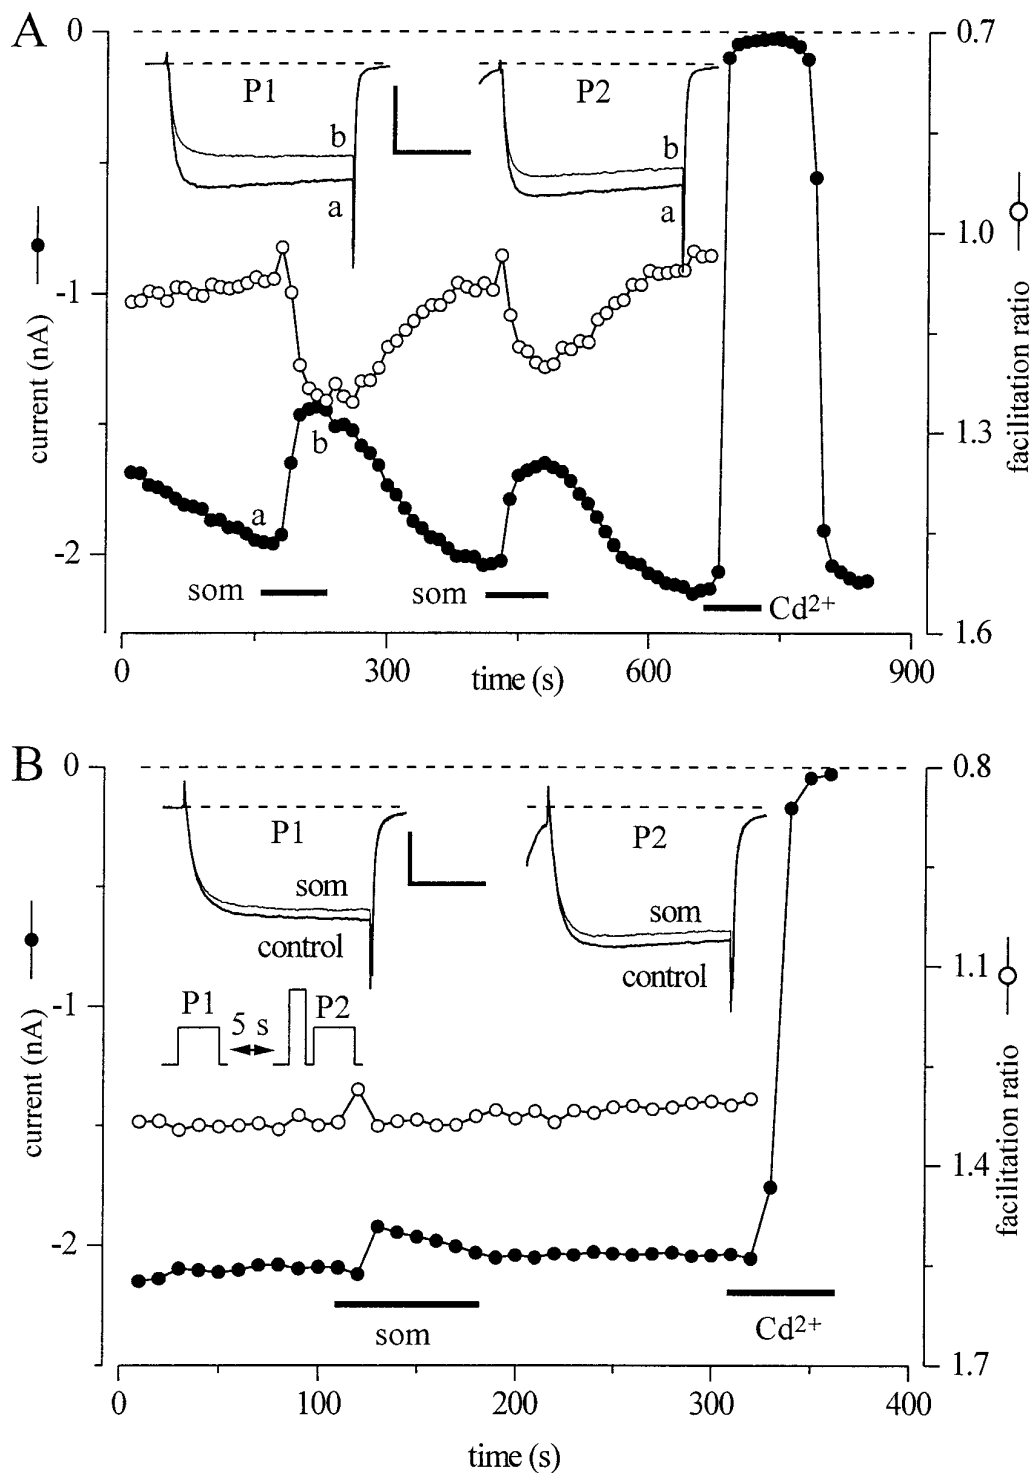 A
0
0.7
P1
P2
b
b
a
a
1.0
-1
current (nA)
facilitation ratio
b
1.3
a
-2
som
som
Cd2+
1.6
0
300
600
900
time (s)
B
0
0.8
P1
P2
som
som
control
control
1.1
-1
P1
5 s
P2
current (nA)
facilitation ratio
1.4
-2
som
Cd2+
1.7
0
100
200
300
400
time (s)